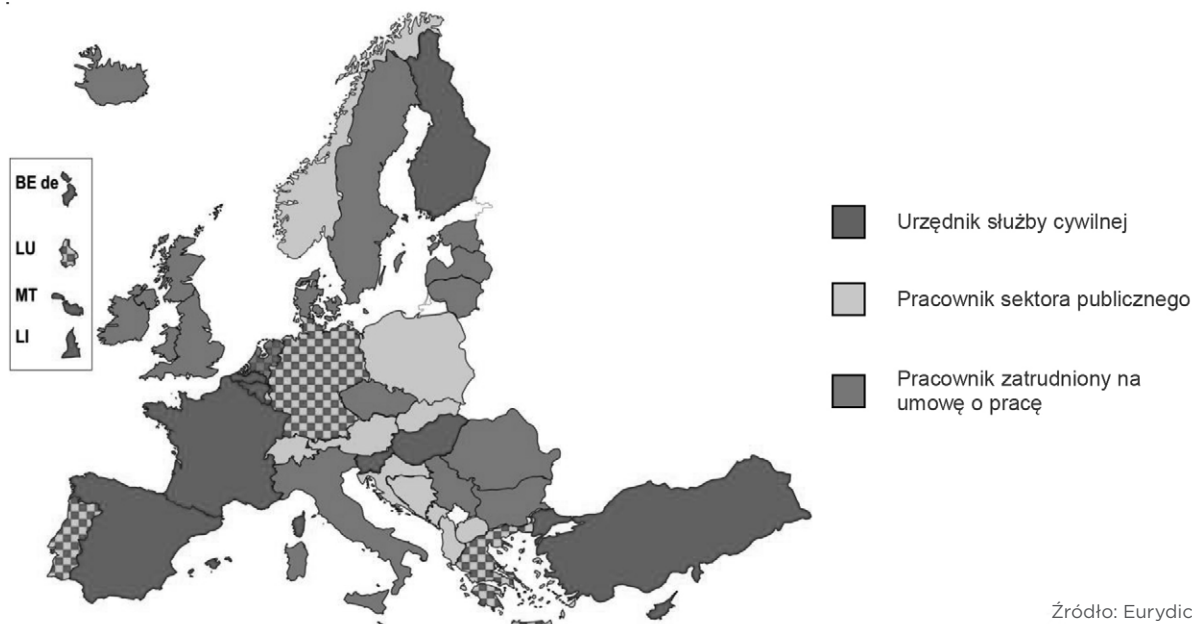 BE de
LU
MT
LI
Urzędnik służby cywilnej
Pracownik sektora publicznego
Pracownik zatrudniony na
umowę o pracę
Źródło: Eurydic